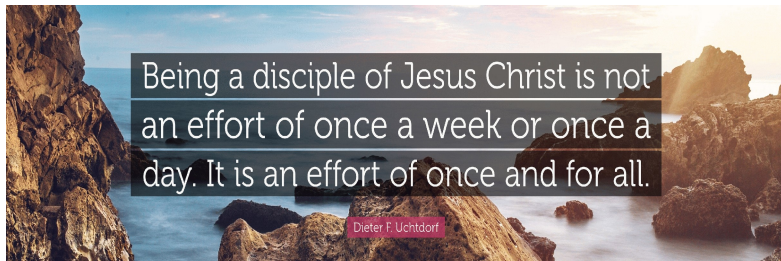 Being a disciple of Jesus Christ is not
an effort of once a week or once a
day. It is an effort of once and for all.
Dieter F. Uchtdorf